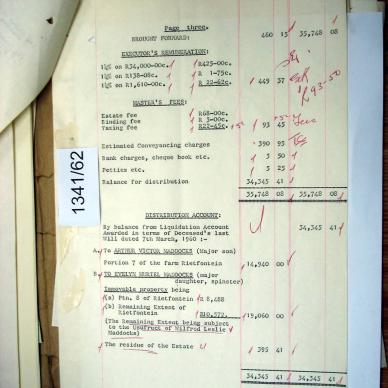 Page three.
BROUGHT FORWARD: 460 15 35,748 08
EXECUTOR'S REMUNERATION:
1¼% on R34,000-00c. R425-00c.
1¼% on R138-08c. R 1-75c.
1¼% on R1,610-00c. R 22-62c. 449 37
R93-50
MASTER'S FEES:
Estate fee R68-00c.
Binding fee R 3-00c.
Taxing fee R22-45c. 93 45
Estimated Conveyancing charges 390 95
Bank charges, cheque book etc. 3 50
Petties etc. 5 25
Balance for distribution 34,345 41
35,748 08 35,748 08
1341/62
DISTRIBUTION ACCOUNT:
By balance from Liquidation Account 34,345 41
Awarded in terms of Deceased's last
Will dated 7th March, 1960 :-
A. To ARTHUR VICTOR MADDOCKS (Major son)
Portion 7 of the farm Rietfontein 14,940 00
B. TO EVELYN MURIEL MADDOCKS (major
daughter, spinster)
Immovable property being
(a) Ptn. 8 of Rietfontein R 8,488
(b) Remaining Extent of
Rietfontein R10,572. 19,060 00
(The Remaining Extent being subject
to the Usufruct of Wilfred Leslie
Maddocks)
The residue of the Estate 345 41
34,345 41 34,345 41